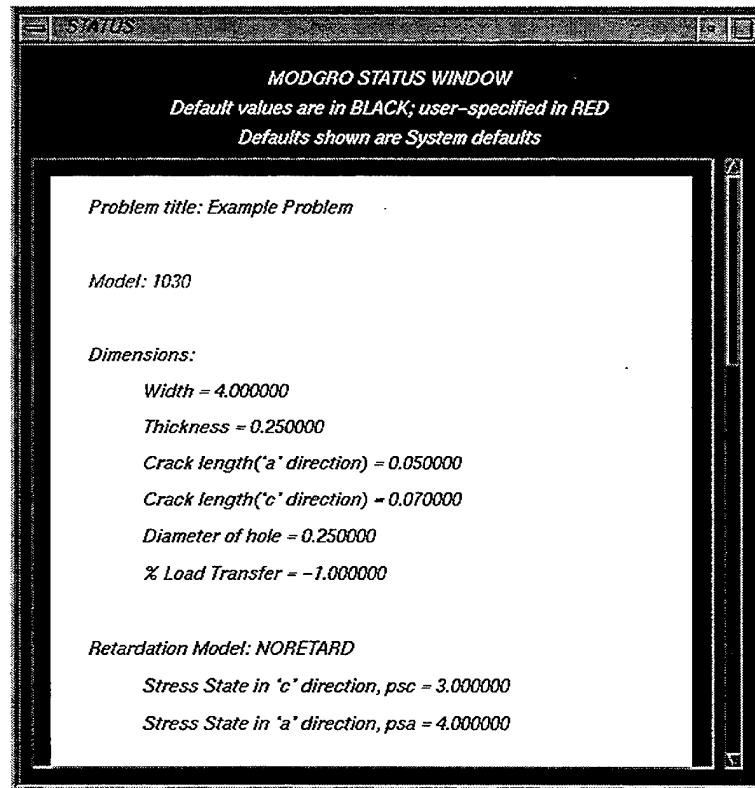 STATUS
MODGRO STATUS WINDOW
Default values are in BLACK; user-specified in RED
Defaults shown are System defaults
Problem title: Example Problem
Model: 1030
Dimensions:
Width = 4.000000
Thickness = 0.250000
Crack length('a' direction) = 0.050000
Crack length('c' direction) = 0.070000
Diameter of hole = 0.250000
% Load Transfer = -1.000000
Retardation Model: NORETARD
Stress State in 'c' direction, psc = 3.000000
Stress State in 'a' direction, psa = 4.000000